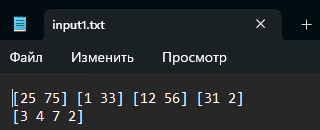 input1.txt
Файл Изменить Просмотр
[25 75] [1 33] [12 56] [31 2]
[3 4 7 2]